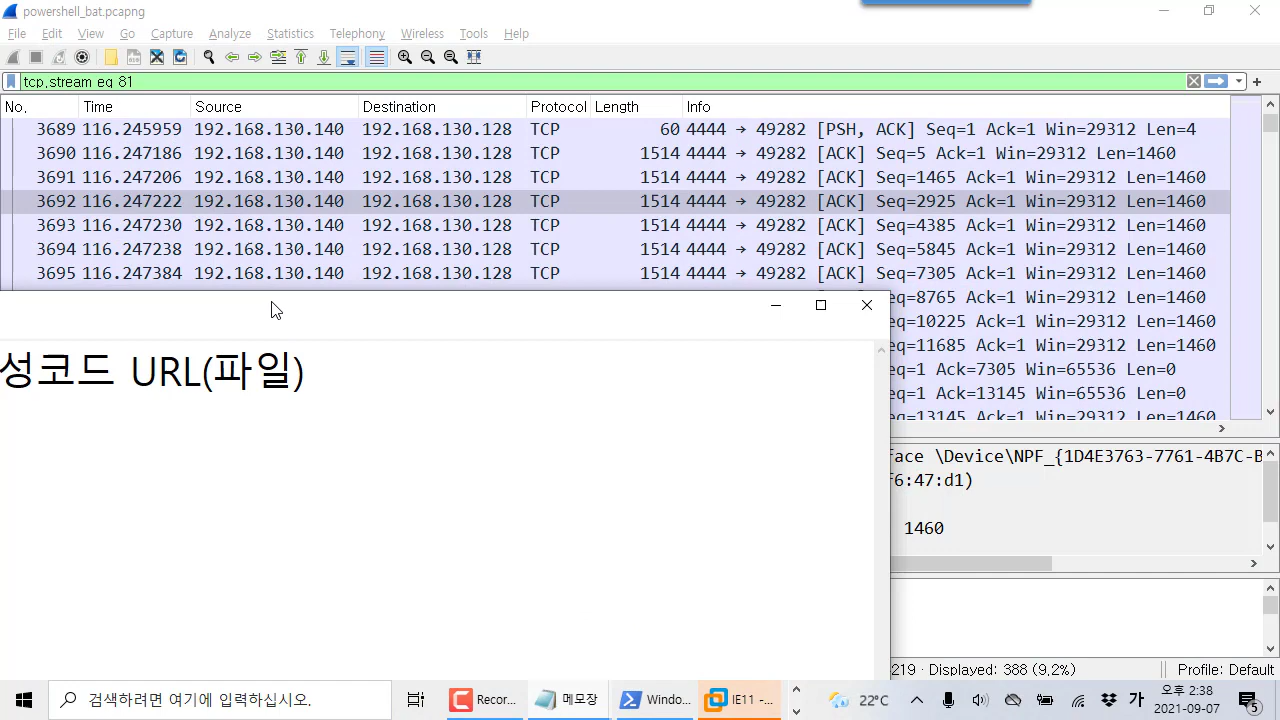 powershell_bat.pcapng
File Edit View Go Capture Analyze Statistics Telephony Wireless Tools Help
tcp.stream eq 81
No. Time Source Destination Protocol Length Info
3689 116.245959 192.168.130.140 192.168.130.128 TCP 60 4444 → 49282 [PSH, ACK] Seq=1 Ack=1 Win=29312 Len=4
3690 116.247186 192.168.130.140 192.168.130.128 TCP 1514 4444 → 49282 [ACK] Seq=5 Ack=1 Win=29312 Len=1460
3691 116.247206 192.168.130.140 192.168.130.128 TCP 1514 4444 → 49282 [ACK] Seq=1465 Ack=1 Win=29312 Len=1460
3692 116.247222 192.168.130.140 192.168.130.128 TCP 1514 4444 → 49282 [ACK] Seq=2925 Ack=1 Win=29312 Len=1460
3693 116.247230 192.168.130.140 192.168.130.128 TCP 1514 4444 → 49282 [ACK] Seq=4385 Ack=1 Win=29312 Len=1460
3694 116.247238 192.168.130.140 192.168.130.128 TCP 1514 4444 → 49282 [ACK] Seq=5845 Ack=1 Win=29312 Len=1460
3695 116.247384 192.168.130.140 192.168.130.128 TCP 1514 4444 → 49282 [ACK] Seq=7305 Ack=1 Win=29312 Len=1460
eq=8765 Ack=1 Win=29312 Len=1460
eq=10225 Ack=1 Win=29312 Len=1460
eq=11685 Ack=1 Win=29312 Len=1460
=1 Ack=7305 Win=65536 Len=0
=1 Ack=13145 Win=65536 Len=0
eq=13145 Ack=1 Win=29312 Len=1460
성코드 URL(파일)
face \Device\NPF_{1D4E3763-7761-4B7C-B
f6:47:d1)
1460
219 · Displayed: 388 (9.2%) Profile: Default
검색하려면 여기에 입력하십시오.
Recor...
메모장
Windo...
IE11 -...
22°C
가
오후 2:38
2021-09-07
5